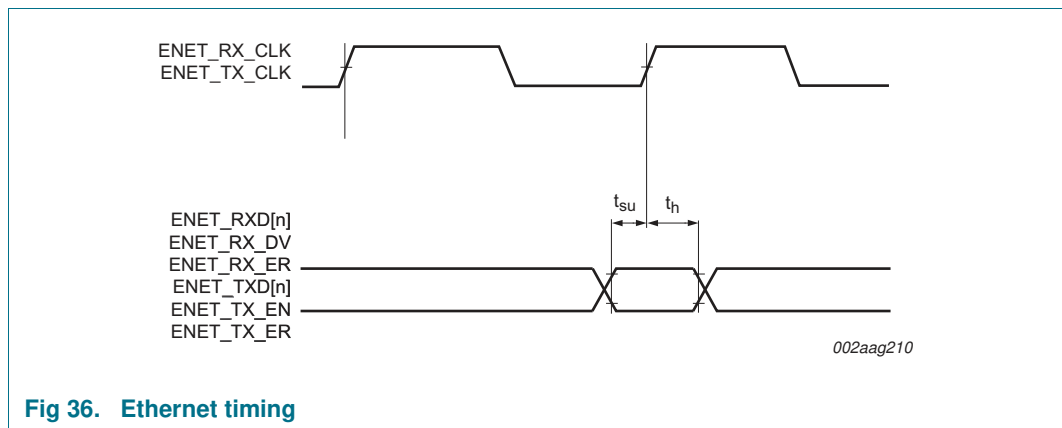 ENET_RX_CLK
ENET_TX_CLK
tsu
th
ENET_RXD[n]
ENET_RX_DV
ENET_RX_ER
ENET_TXD[n]
ENET_TX_EN
ENET_TX_ER
002aag210
Fig 36. Ethernet timing